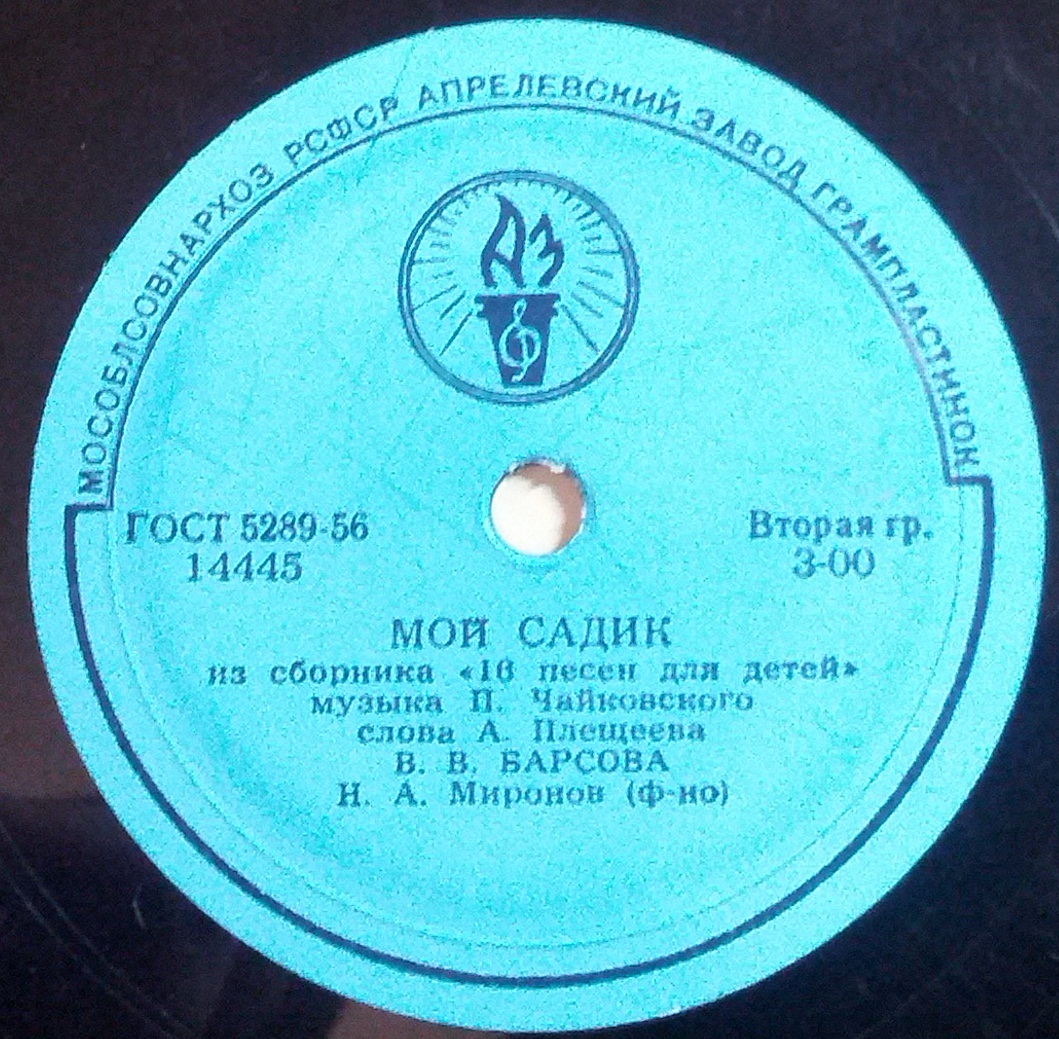 МОСОБЛСОВНАРХОЗ РСФСР АПРЕЛЕВСКИЙ ЗАВОД ГРАМПЛАСТИНОК
АЗ
ГОСТ 5289-56
14445
Вторая гр.
3-00
МОЙ САДИК
из сборника «16 песен для детей»
музыка П. Чайковского
слова А. Плещеева
В. В. БАРСОВА
Н. А. Миронов (ф-но)